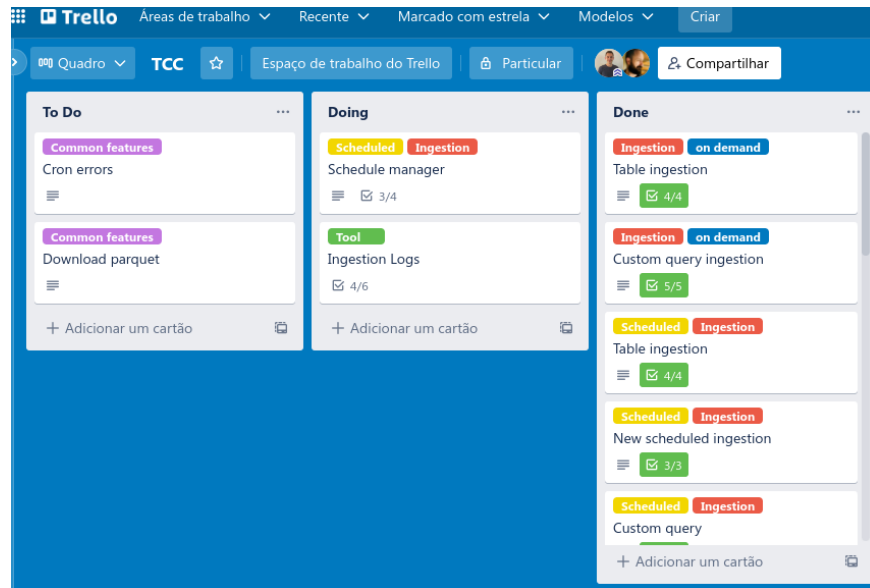 Trello Áreas de trabalho Recente Marcado com estrela Modelos Criar
Quadro TCC Espaço de trabalho do Trello Particular Compartilhar
To Do
Common features
Cron errors
Common features
Download parquet
+ Adicionar um cartão
Doing
Scheduled Ingestion
Schedule manager
3/4
Tool
Ingestion Logs
4/6
+ Adicionar um cartão
Done
Ingestion on demand
Table ingestion
4/4
Ingestion on demand
Custom query ingestion
5/5
Scheduled Ingestion
Table ingestion
4/4
Scheduled Ingestion
New scheduled ingestion
3/3
Scheduled Ingestion
Custom query
+ Adicionar um cartão